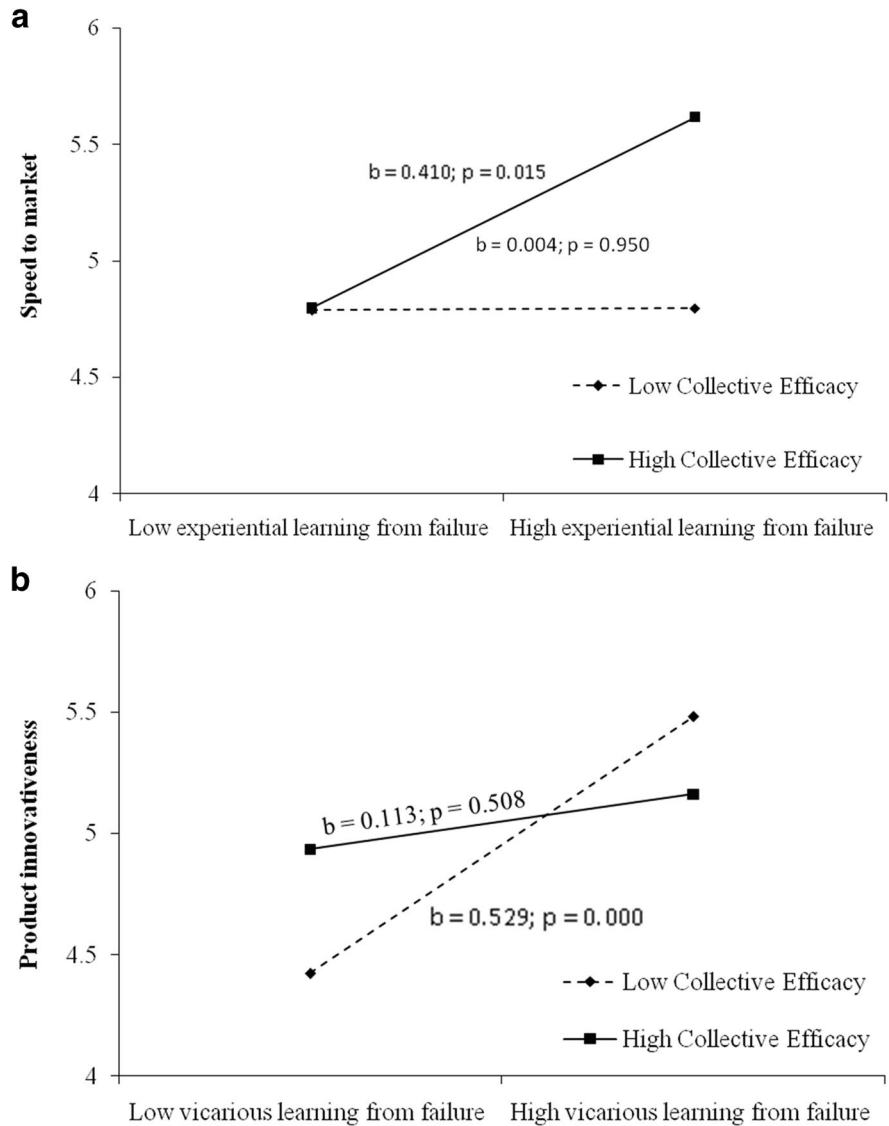 a
6
5.5
5
4.5
4
Speed to market
b = 0.410; p = 0.015
b = 0.004; p = 0.950
Low Collective Efficacy
High Collective Efficacy
Low experiential learning from failure
High experiential learning from failure
b
6
5.5
5
4.5
4
Product innovativeness
b = 0.113; p = 0.508
b = 0.529; p = 0.000
Low Collective Efficacy
High Collective Efficacy
Low vicarious learning from failure
High vicarious learning from failure